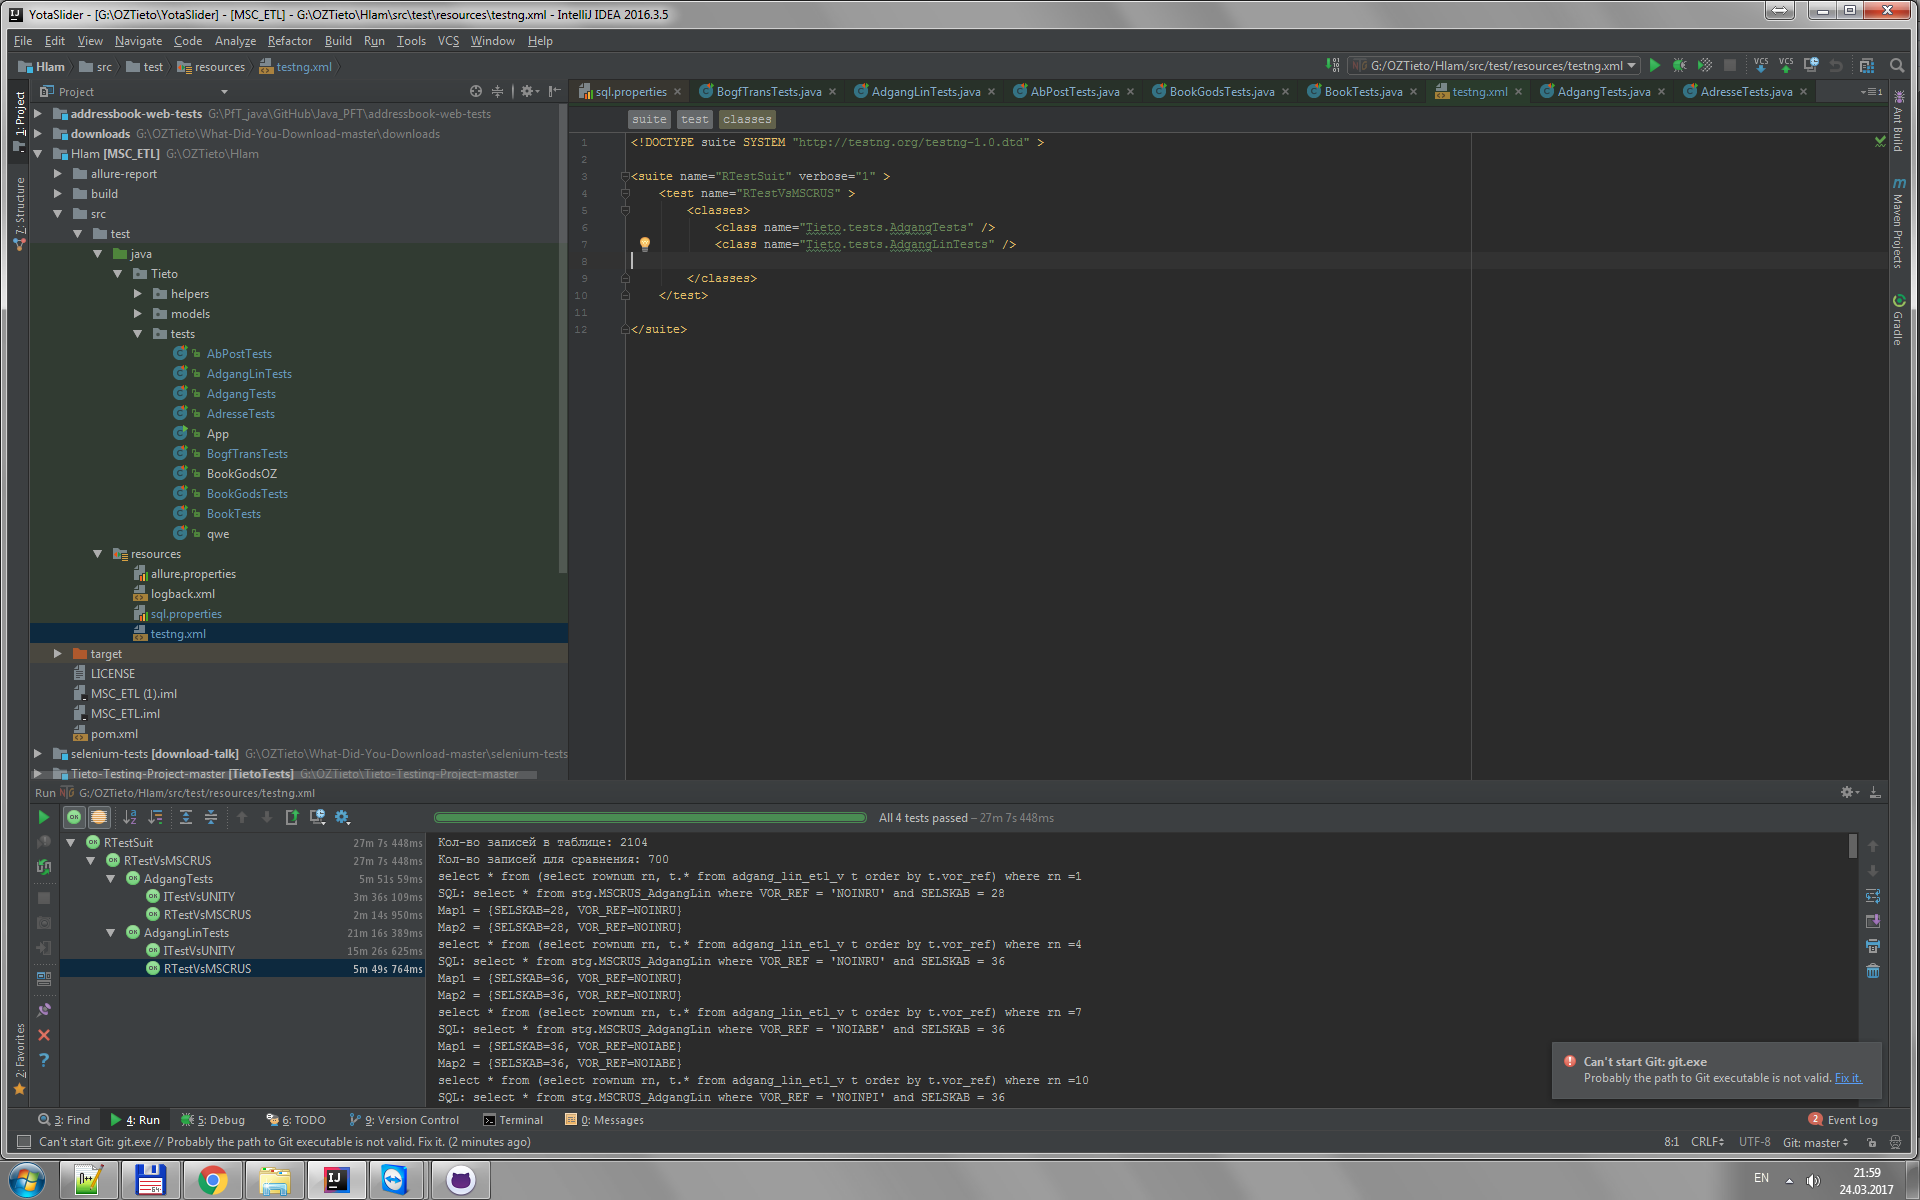 YotaSlider - [G:\OZTieto\YotaSlider] - [MSC_ETL] - G:\OZTieto\Hlam\src\test\resources\testng.xml - IntelliJ IDEA 2016.3.5
File Edit View Navigate Code Analyze Refactor Build Run Tools VCS Window Help
Hlam src test resources testng.xml
G:/OZTieto/Hlam/src/test/resources/testng.xml VCS VCS
Project
sql.properties BogfTransTests.java AdgangLinTests.java AbPostTests.java BookGodsTests.java BookTests.java testng.xml AdgangTests.java AdresseTests.java
1: Project
7: Structure
2: Favorites
addressbook-web-tests G:\PfT_java\GitHub\Java_PFT\addressbook-web-tests
downloads G:\OZTieto\What-Did-You-Download-master\downloads
Hlam [MSC_ETL] G:\OZTieto\Hlam
allure-report
build
src
test
java
Tieto
helpers
models
tests
AbPostTests
AdgangLinTests
AdgangTests
AdresseTests
App
BogfTransTests
BookGodsOZ
BookGodsTests
BookTests
qwe
resources
allure.properties
logback.xml
sql.properties
testng.xml
target
LICENSE
MSC_ETL (1).iml
MSC_ETL.iml
pom.xml
selenium-tests [download-talk] G:\OZTieto\What-Did-You-Download-master\selenium-tests
Tieto-Testing-Project-master [TietoTests] G:\OZTieto\Tieto-Testing-Project-master
suite test classes
1 <!DOCTYPE suite SYSTEM "http://testng.org/testng-1.0.dtd" >
2
3 <suite name="RTestSuit" verbose="1" >
4 <test name="RTestVsMSCRUS" >
5 <classes>
6 <class name="Tieto.tests.AdgangTests" />
7 <class name="Tieto.tests.AdgangLinTests" />
8
9 </classes>
10 </test>
11
12 </suite>
Ant Build
Maven Projects
Gradle
Run G:/OZTieto/Hlam/src/test/resources/testng.xml
All 4 tests passed – 27m 7s 448ms
RTestSuit 27m 7s 448ms
RTestVsMSCRUS 27m 7s 448ms
AdgangTests 5m 51s 59ms
ITestVsUNITY 3m 36s 109ms
RTestVsMSCRUS 2m 14s 950ms
AdgangLinTests 21m 16s 389ms
ITestVsUNITY 15m 26s 625ms
RTestVsMSCRUS 5m 49s 764ms
Кол-во записей в таблице: 2104
Кол-во записей для сравнения: 700
select * from (select rownum rn, t.* from adgang_lin_etl_v t order by t.vor_ref) where rn =1
SQL: select * from stg.MSCRUS_AdgangLin where VOR_REF = 'NOINRU' and SELSKAB = 28
Map1 = {SELSKAB=28, VOR_REF=NOINRU}
Map2 = {SELSKAB=28, VOR_REF=NOINRU}
select * from (select rownum rn, t.* from adgang_lin_etl_v t order by t.vor_ref) where rn =4
SQL: select * from stg.MSCRUS_AdgangLin where VOR_REF = 'NOINRU' and SELSKAB = 36
Map1 = {SELSKAB=36, VOR_REF=NOINRU}
Map2 = {SELSKAB=36, VOR_REF=NOINRU}
select * from (select rownum rn, t.* from adgang_lin_etl_v t order by t.vor_ref) where rn =7
SQL: select * from stg.MSCRUS_AdgangLin where VOR_REF = 'NOIABE' and SELSKAB = 36
Map1 = {SELSKAB=36, VOR_REF=NOIABE}
Map2 = {SELSKAB=36, VOR_REF=NOIABE}
select * from (select rownum rn, t.* from adgang_lin_etl_v t order by t.vor_ref) where rn =10
SQL: select * from stg.MSCRUS_AdgangLin where VOR_REF = 'NOINPI' and SELSKAB = 36
Can't start Git: git.exe
Probably the path to Git executable is not valid. Fix it.
3: Find 4: Run 5: Debug 6: TODO 9: Version Control Terminal 0: Messages 2 Event Log
Can't start Git: git.exe // Probably the path to Git executable is not valid. Fix it. (2 minutes ago) 8:1 CRLF UTF-8 Git: master
EN 21:59
24.03.2017